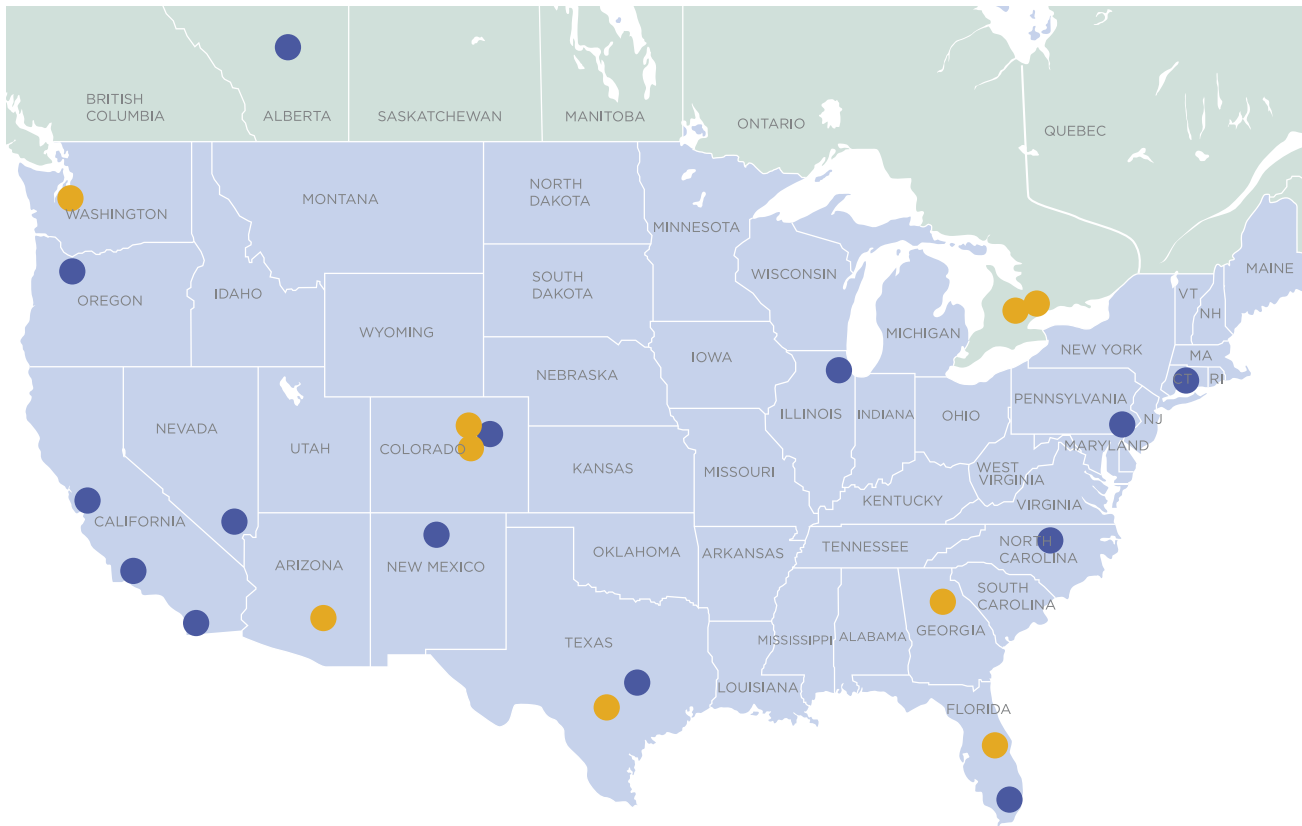 BRITISH
COLUMBIA
ALBERTA
SASKATCHEWAN
MANITOBA
ONTARIO
QUEBEC
WASHINGTON
MONTANA
NORTH
DAKOTA
MINNESOTA
MAINE
OREGON
IDAHO
SOUTH
DAKOTA
WISCONSIN
VT
NH
WYOMING
MICHIGAN
NEW YORK
MA
IOWA
NEBRASKA
CT
RI
NEVADA
UTAH
COLORADO
ILLINOIS
INDIANA
OHIO
PENNSYLVANIA
NJ
MARYLAND
KANSAS
MISSOURI
WEST
VIRGINIA
KENTUCKY
VIRGINIA
CALIFORNIA
ARIZONA
NEW MEXICO
OKLAHOMA
ARKANSAS
TENNESSEE
NORTH
CAROLINA
SOUTH
CAROLINA
TEXAS
MISSISSIPPI
ALABAMA
GEORGIA
LOUISIANA
FLORIDA